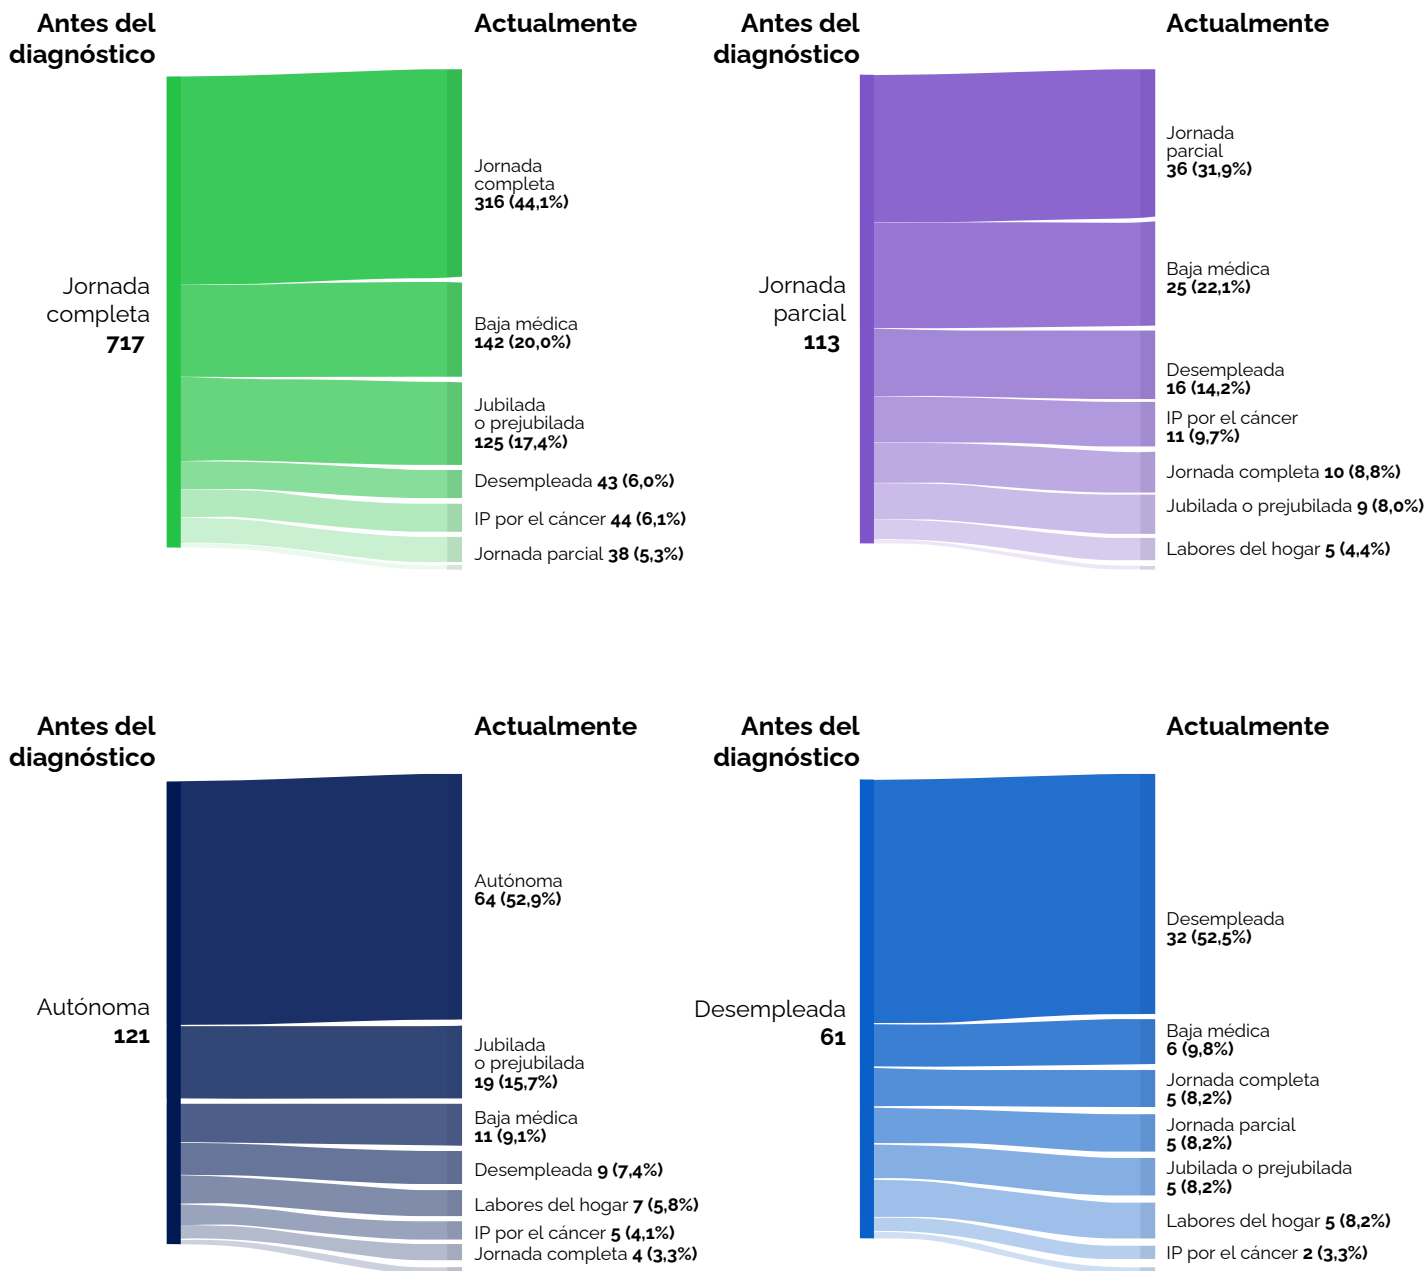 Antes del
diagnóstico
Actualmente
Jornada
completa
717
Jornada
completa
316 (44,1%)
Baja médica
142 (20,0%)
Jubilada
o prejubilada
125 (17,4%)
Desempleada 43 (6,0%)
IP por el cáncer 44 (6,1%)
Jornada parcial 38 (5,3%)
Antes del
diagnóstico
Actualmente
Jornada
parcial
113
Jornada
parcial
36 (31,9%)
Baja médica
25 (22,1%)
Desempleada
16 (14,2%)
IP por el cáncer
11 (9,7%)
Jornada completa 10 (8,8%)
Jubilada o prejubilada 9 (8,0%)
Labores del hogar 5 (4,4%)
Antes del
diagnóstico
Actualmente
Autónoma
121
Autónoma
64 (52,9%)
Jubilada
o prejubilada
19 (15,7%)
Baja médica
11 (9,1%)
Desempleada 9 (7,4%)
Labores del hogar 7 (5,8%)
IP por el cáncer 5 (4,1%)
Jornada completa 4 (3,3%)
Antes del
diagnóstico
Actualmente
Desempleada
61
Desempleada
32 (52,5%)
Baja médica
6 (9,8%)
Jornada completa
5 (8,2%)
Jornada parcial
5 (8,2%)
Jubilada o prejubilada
5 (8,2%)
Labores del hogar 5 (8,2%)
IP por el cáncer 2 (3,3%)